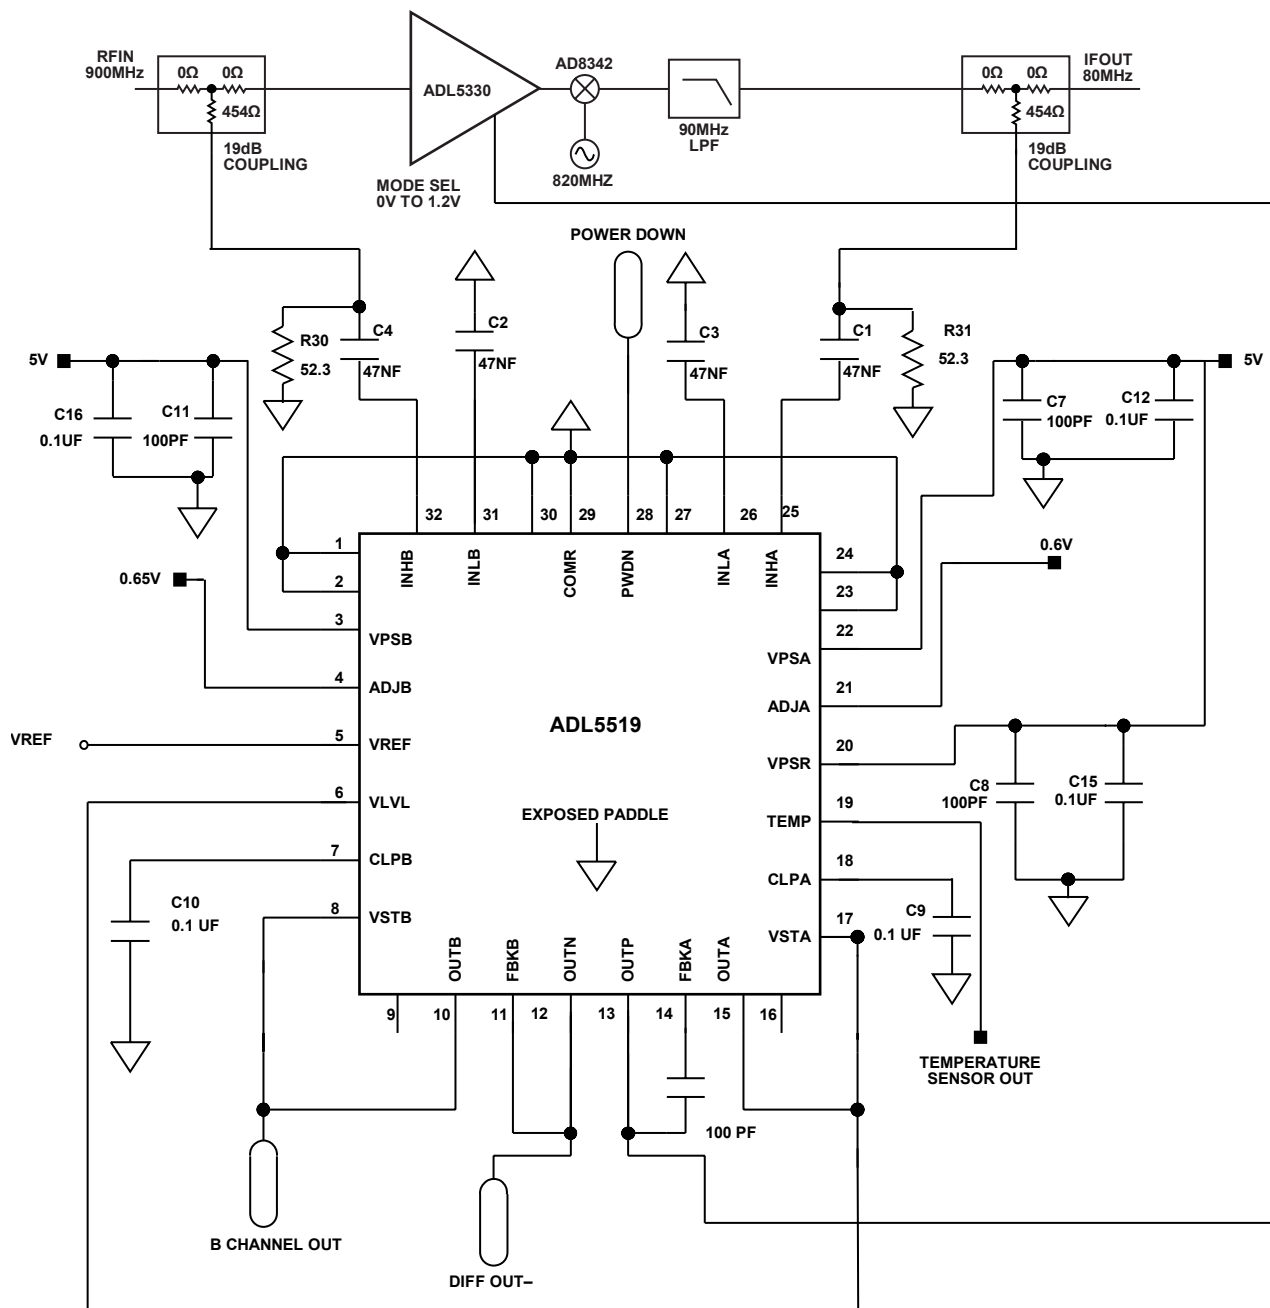 RFIN
900MHz
0Ω 0Ω
454Ω
19dB
COUPLING
ADL5330
MODE SEL
0V TO 1.2V
AD8342
820MHZ
90MHz
LPF
0Ω 0Ω
454Ω
19dB
COUPLING
IFOUT
80MHz
POWER DOWN
R30
52.3
C4
47NF
C2
47NF
C3
47NF
C1
47NF
R31
52.3
5V
C16
0.1UF
C11
100PF
5V
C7
100PF
C12
0.1UF
0.65V
0.6V
32 31 30 29 28 27 26 25
INHB INLB COMR PWDN INLA INHA
1
2
3 VPSB
4 ADJB
VREF 5 VREF
6 VLVL
7 CLPB
8 VSTB
24
23
22 VPSA
21 ADJA
20 VPSR
19 TEMP
18 CLPA
17 VSTA
ADL5519
EXPOSED PADDLE
C8
100PF
C15
0.1UF
C10
0.1 UF
C9
0.1 UF
OUTB FBKB OUTN OUTP FBKA OUTA
9 10 11 12 13 14 15 16
TEMPERATURE
SENSOR OUT
100 PF
B CHANNEL OUT
DIFF OUT–